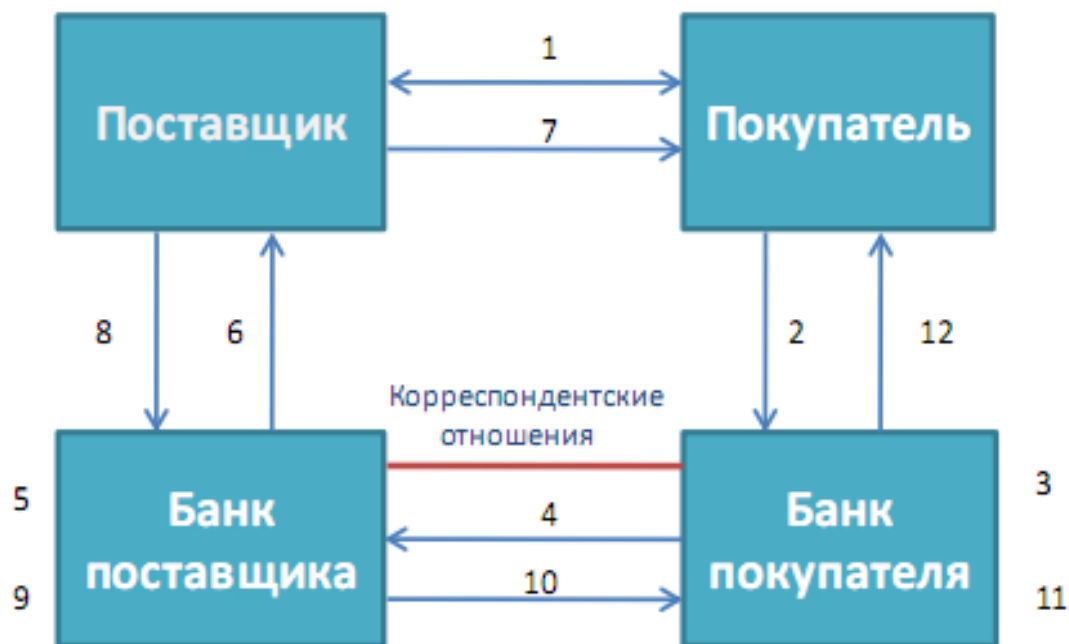 1
Поставщик
Покупатель
7
8
6
2
12
Корреспондентские
отношения
5
Банк
поставщика
4
Банк
покупателя
3
9
10
11